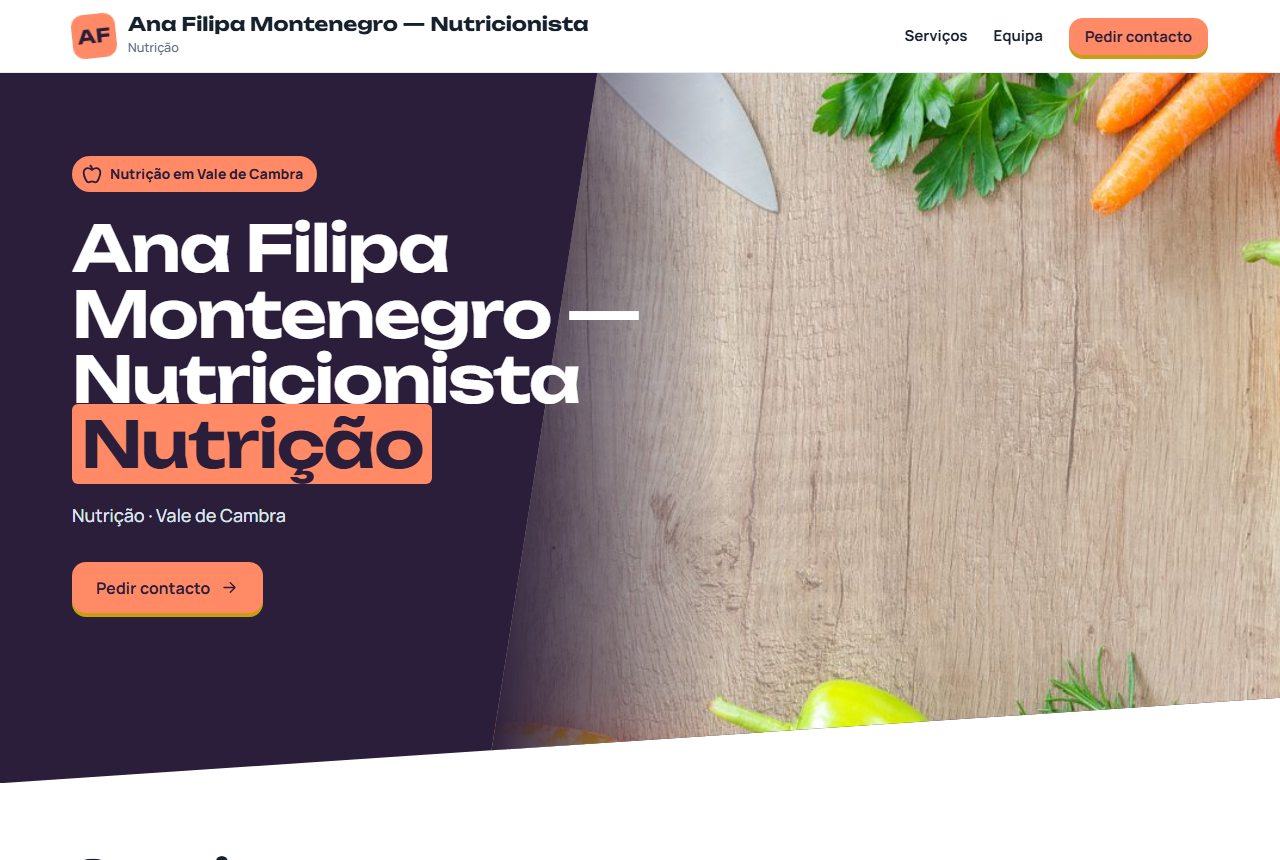 AF
Ana Filipa Montenegro — Nutricionista
Nutrição
Serviços
Equipa
Pedir contacto
Nutrição em Vale de Cambra
Ana Filipa
Montenegro —
Nutricionista
Nutrição
Nutrição · Vale de Cambra
Pedir contacto →